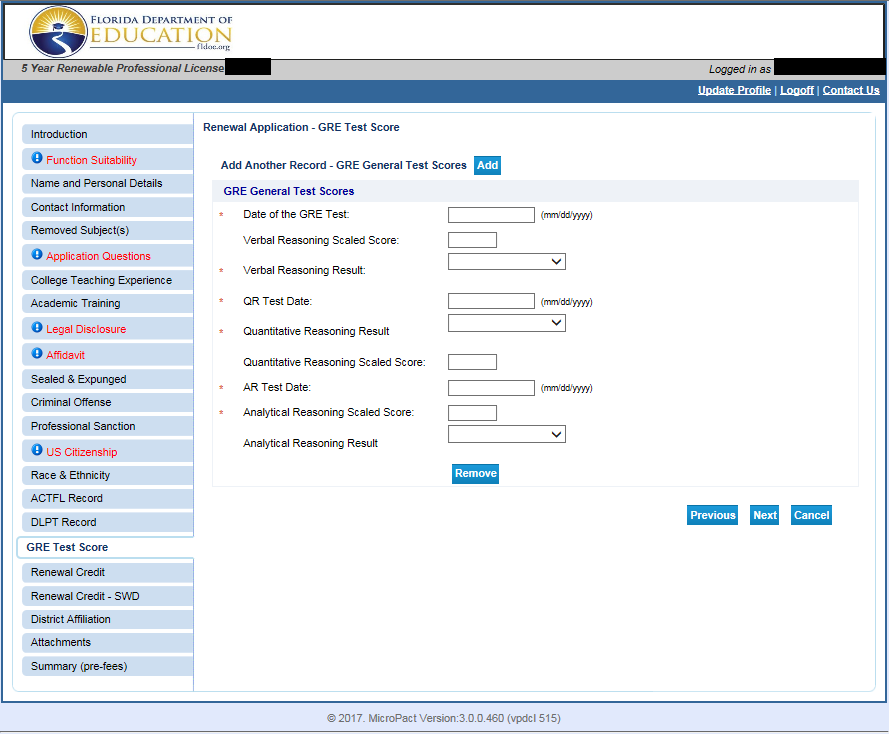 FLORIDA DEPARTMENT OF
EDUCATION
fldoc.org
5 Year Renewable Professional License
Logged in as
Update Profile | Logoff | Contact Us
Introduction
Function Suitability
Name and Personal Details
Contact Information
Removed Subject(s)
Application Questions
College Teaching Experience
Academic Training
Legal Disclosure
Affidavit
Sealed & Expunged
Criminal Offense
Professional Sanction
US Citizenship
Race & Ethnicity
ACTFL Record
DLPT Record
GRE Test Score
Renewal Credit
Renewal Credit - SWD
District Affiliation
Attachments
Summary (pre-fees)
Renewal Application - GRE Test Score
Add Another Record - GRE General Test Scores Add
GRE General Test Scores
* Date of the GRE Test: (mm/dd/yyyy)
Verbal Reasoning Scaled Score:
* Verbal Reasoning Result:
* QR Test Date: (mm/dd/yyyy)
* Quantitative Reasoning Result
Quantitative Reasoning Scaled Score:
* AR Test Date: (mm/dd/yyyy)
* Analytical Reasoning Scaled Score:
Analytical Reasoning Result
Remove
Previous Next Cancel
© 2017. MicroPact Version:3.0.0.460 (vpdcl 515)